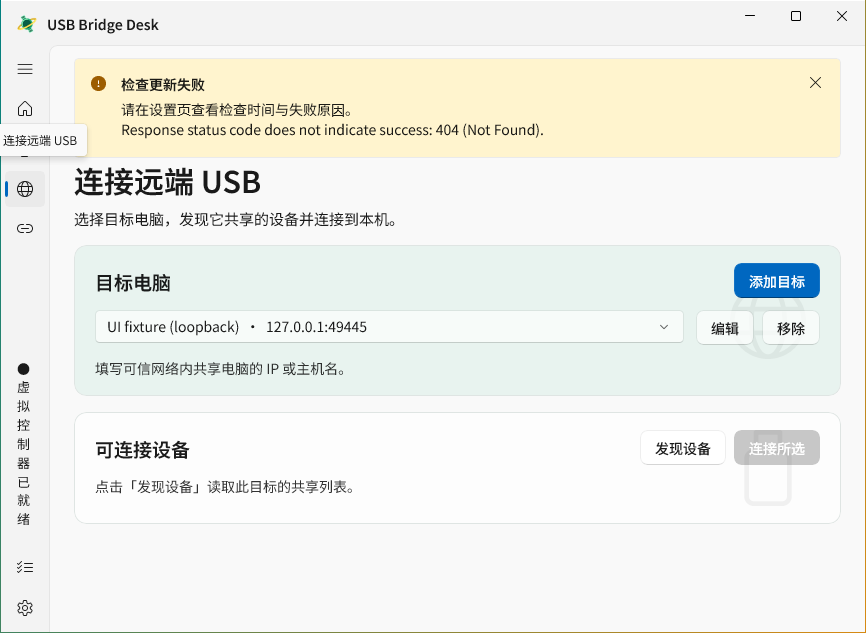 USB Bridge Desk
检查更新失败
请在设置页查看检查时间与失败原因。
Response status code does not indicate success: 404 (Not Found).
连接远端 USB
连接远端 USB
选择目标电脑，发现它共享的设备并连接到本机。
目标电脑
添加目标
UI fixture (loopback) • 127.0.0.1:49445
编辑
移除
填写可信网络内共享电脑的 IP 或主机名。
可连接设备
发现设备
连接所选
点击「发现设备」读取此目标的共享列表。
虚拟控制器已就绪